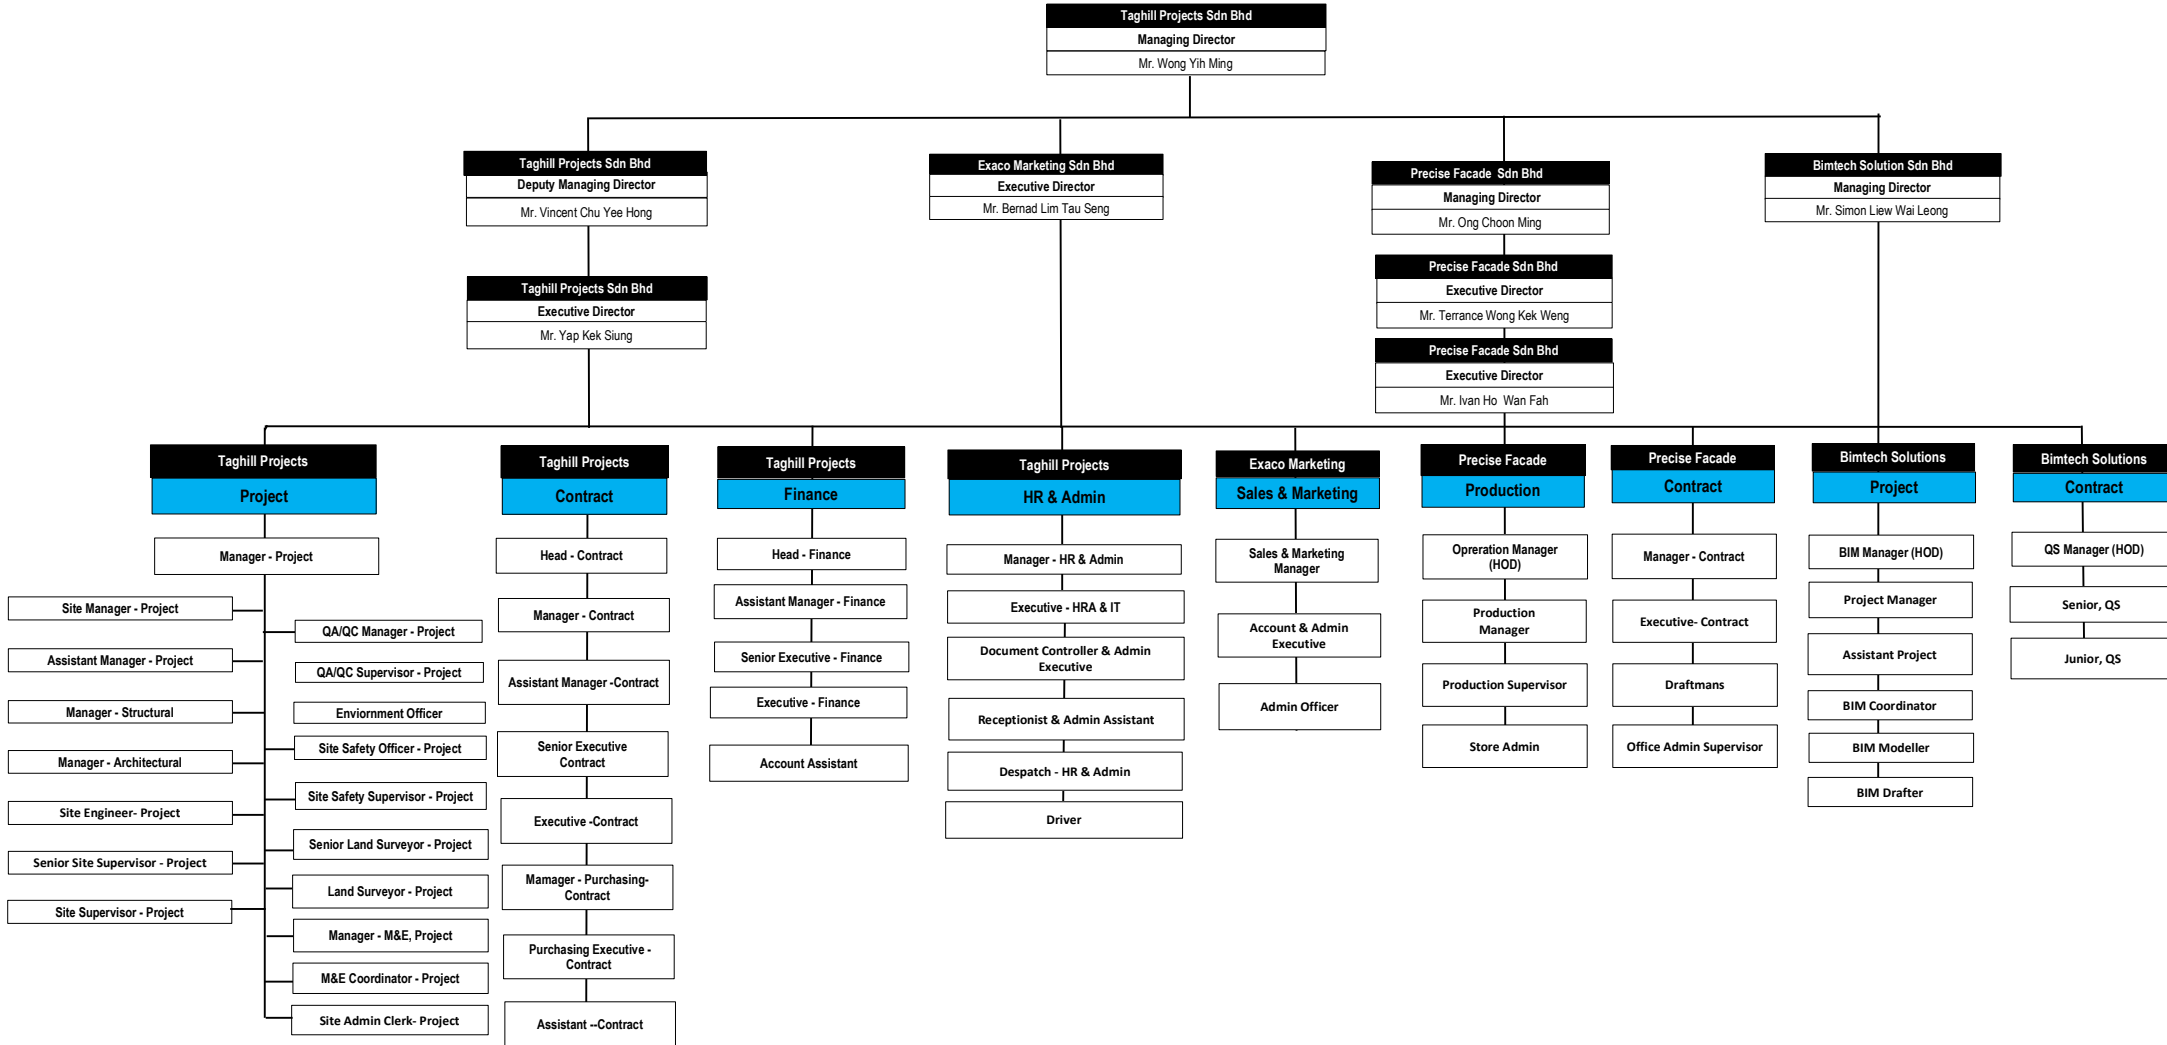 Taghill Projects Sdn Bhd
Managing Director
Mr. Wong Yih Ming
Taghill Projects Sdn Bhd
Deputy Managing Director
Mr. Vincent Chu Yee Hong
Exaco Marketing Sdn Bhd
Executive Director
Mr. Bernad Lim Tau Seng
Precise Facade Sdn Bhd
Managing Director
Mr. Ong Choon Ming
Bimtech Solution Sdn Bhd
Managing Director
Mr. Simon Liew Wai Leong
Taghill Projects Sdn Bhd
Executive Director
Mr. Yap Kek Siung
Precise Facade Sdn Bhd
Executive Director
Mr. Terrance Wong Kek Weng
Precise Facade Sdn Bhd
Executive Director
Mr. Ivan Ho Wan Fah
Taghill Projects
Project
Manager - Project
Site Manager - Project
Assistant Manager - Project
Manager - Structural
Manager - Architectural
Site Engineer- Project
Senior Site Supervisor - Project
Site Supervisor - Project
QA/QC Manager - Project
QA/QC Supervisor - Project
Enviornment Officer
Site Safety Officer - Project
Site Safety Supervisor - Project
Senior Land Surveyor - Project
Land Surveyor - Project
Manager - M&E, Project
M&E Coordinator - Project
Site Admin Clerk- Project
Taghill Projects
Contract
Head - Contract
Manager - Contract
Assistant Manager -Contract
Senior Executive
Contract
Executive -Contract
Mamager - Purchasing-
Contract
Purchasing Executive -
Contract
Assistant --Contract
Taghill Projects
Finance
Head - Finance
Assistant Manager - Finance
Senior Executive - Finance
Executive - Finance
Account Assistant
Taghill Projects
HR & Admin
Manager - HR & Admin
Executive - HRA & IT
Document Controller & Admin
Executive
Receptionist & Admin Assistant
Despatch - HR & Admin
Driver
Exaco Marketing
Sales & Marketing
Sales & Marketing
Manager
Account & Admin
Executive
Admin Officer
Precise Facade
Production
Opreration Manager
(HOD)
Production
Manager
Production Supervisor
Store Admin
Precise Facade
Contract
Manager - Contract
Executive- Contract
Draftmans
Office Admin Supervisor
Bimtech Solutions
Project
BIM Manager (HOD)
Project Manager
Assistant Project
BIM Coordinator
BIM Modeller
BIM Drafter
Bimtech Solutions
Contract
QS Manager (HOD)
Senior, QS
Junior, QS